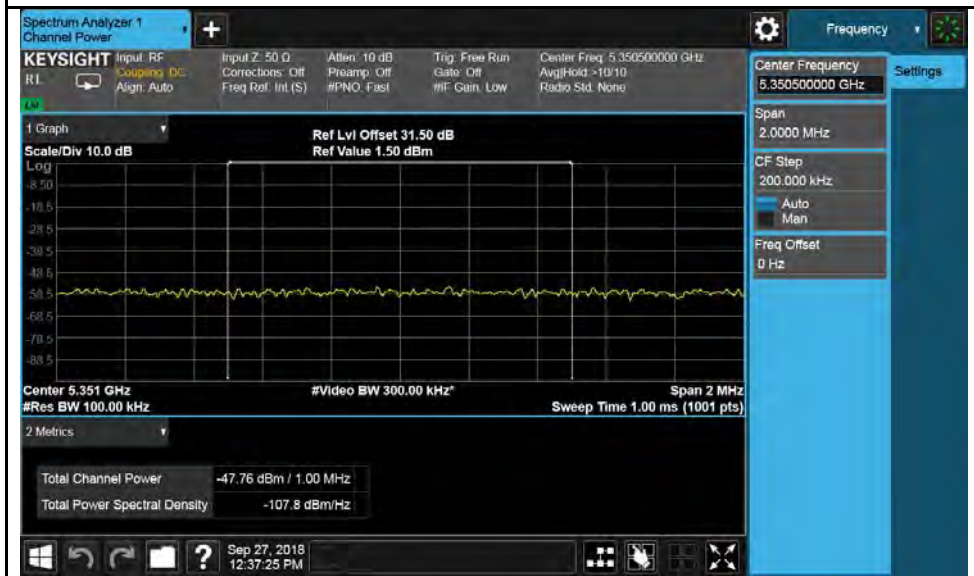 Spectrum Analyzer 1
Channel Power
+
Frequency
KEYSIGHT
RL
Input: RF
Coupling: DC
Align: Auto
Input Z: 50 Ω
Corrections: Off
Freq Ref: Int (S)
Atten: 10 dB
Preamp: Off
#PNO: Fast
Trig: Free Run
Gate: Off
#IF Gain: Low
Center Freq: 5.350500000 GHz
Avg|Hold:>10/10
Radio Std: None
Center Frequency
5.350500000 GHz
Settings
Span
2.0000 MHz
CF Step
200.000 kHz
Auto
Man
Freq Offset
0 Hz
1 Graph
Scale/Div 10.0 dB
Ref Lvl Offset 31.50 dB
Ref Value 1.50 dBm
Log
-8.50
-18.5
-28.5
-38.5
-48.5
-58.5
-68.5
-78.5
-88.5
Center 5.351 GHz
#Video BW 300.00 kHz*
Span 2 MHz
#Res BW 100.00 kHz
Sweep Time 1.00 ms (1001 pts)
2 Metrics
Total Channel Power -47.76 dBm / 1.00 MHz
Total Power Spectral Density -107.8 dBm/Hz
?
Sep 27, 2018
12:37:25 PM